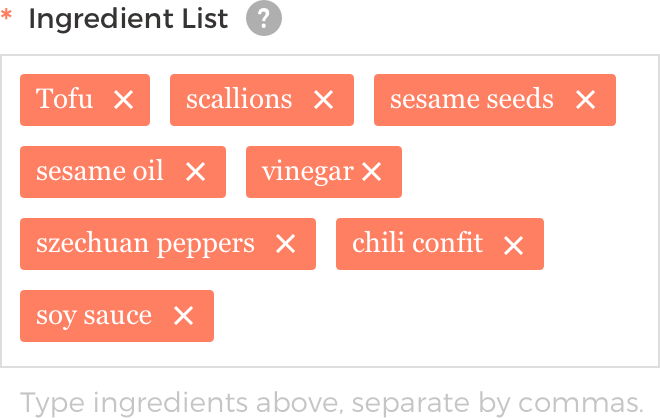 * Ingredient List ?
Tofu × scallions × sesame seeds ×
sesame oil × vinegar ×
szechuan peppers × chili confit ×
soy sauce ×
Type ingredients above, separate by commas.